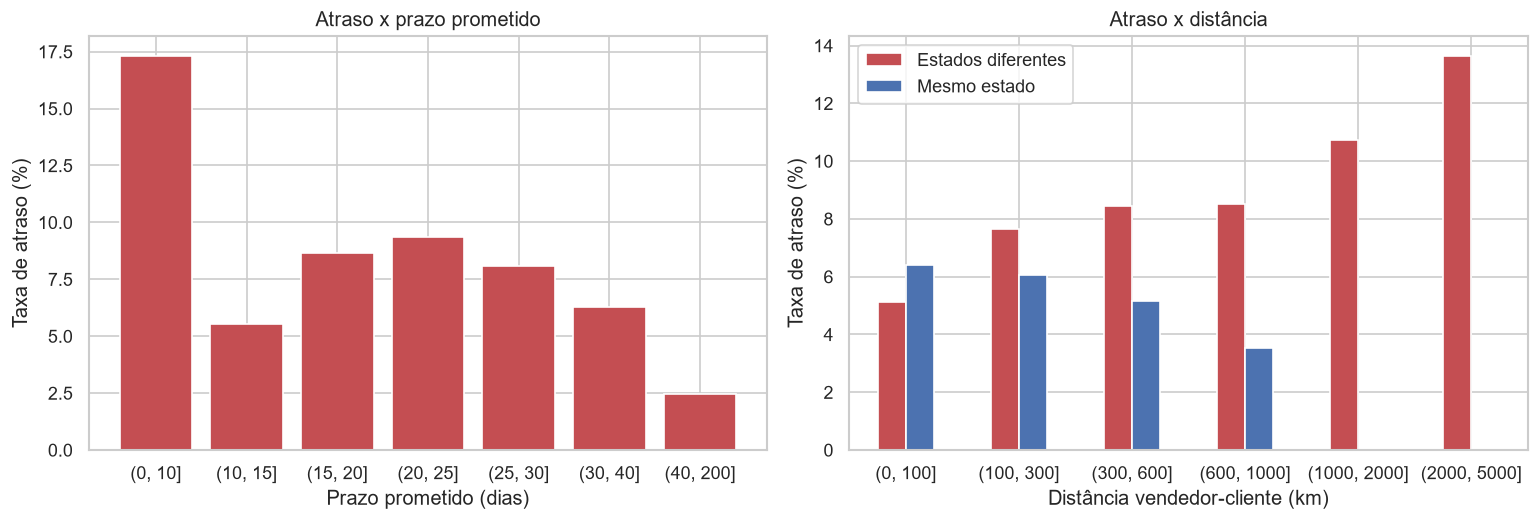 Atraso x prazo prometido
17.5
15.0
12.5
10.0
7.5
5.0
2.5
0.0
Taxa de atraso (%)
(0, 10] (10, 15] (15, 20] (20, 25] (25, 30] (30, 40] (40, 200]
Prazo prometido (dias)
Atraso x distância
Estados diferentes
Mesmo estado
14
12
10
8
6
4
2
0
Taxa de atraso (%)
(0, 100] (100, 300] (300, 600] (600, 1000] (1000, 2000] (2000, 5000]
Distância vendedor-cliente (km)